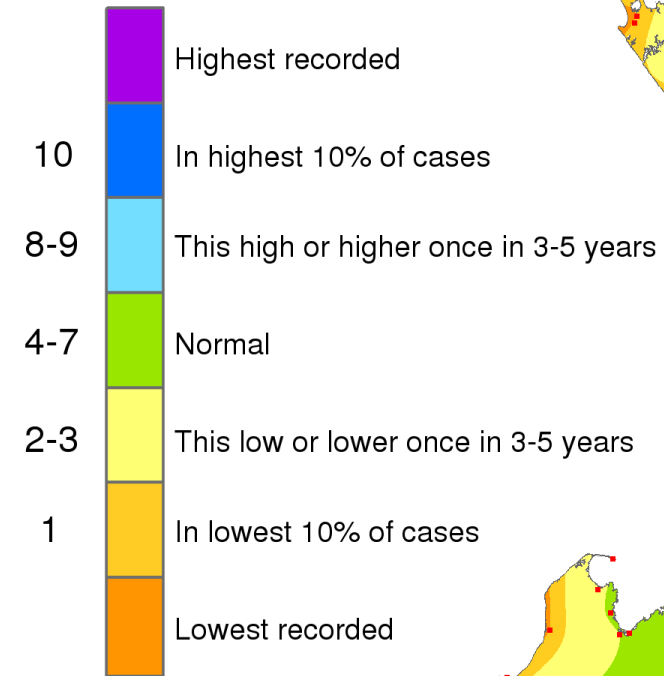 Highest recorded
10 In highest 10% of cases
8-9 This high or higher once in 3-5 years
4-7 Normal
2-3 This low or lower once in 3-5 years
1 In lowest 10% of cases
Lowest recorded